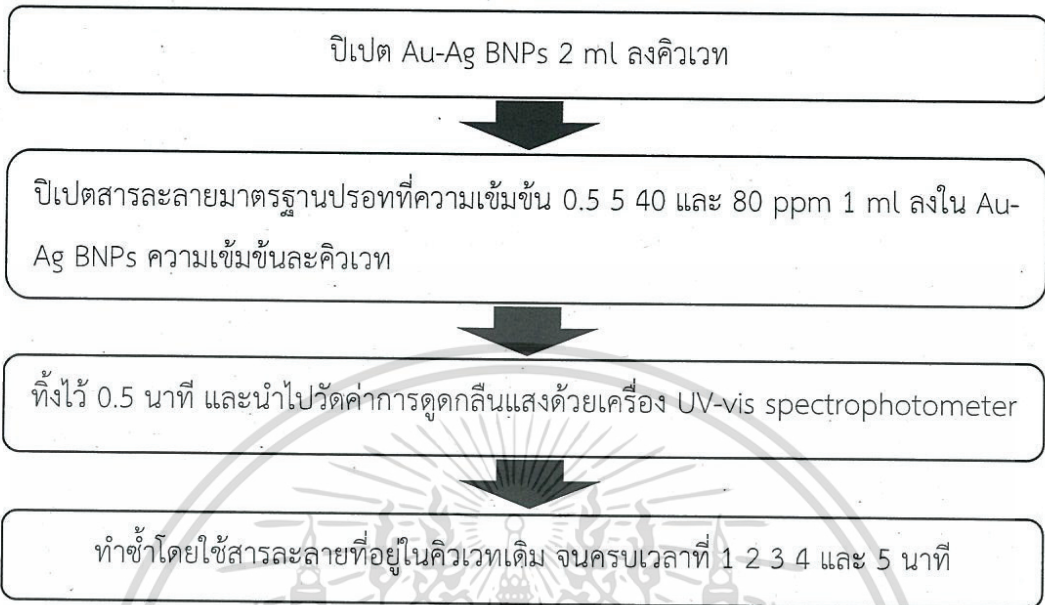 ปิเปต Au-Ag BNPs 2 ml ลงคิวเวท
ปิเปตสารละลายมาตรฐานปรอทที่ความเข้มข้น 0.5 5 40 และ 80 ppm 1 ml ลงใน Au-
Ag BNPs ความเข้มข้นละคิวเวท
ทิ้งไว้ 0.5 นาที และนำไปวัดค่าการดูดกลืนแสงด้วยเครื่อง UV-vis spectrophotometer
ทำซ้ำโดยใช้สารละลายที่อยู่ในคิวเวทเดิม จนครบเวลาที่ 1 2 3 4 และ 5 นาที